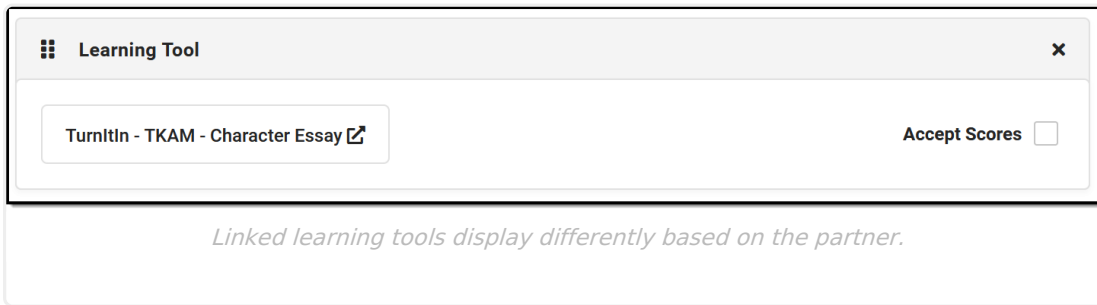 Learning Tool
TurnItIn - TKAM - Character Essay
Accept Scores
Linked learning tools display differently based on the partner.